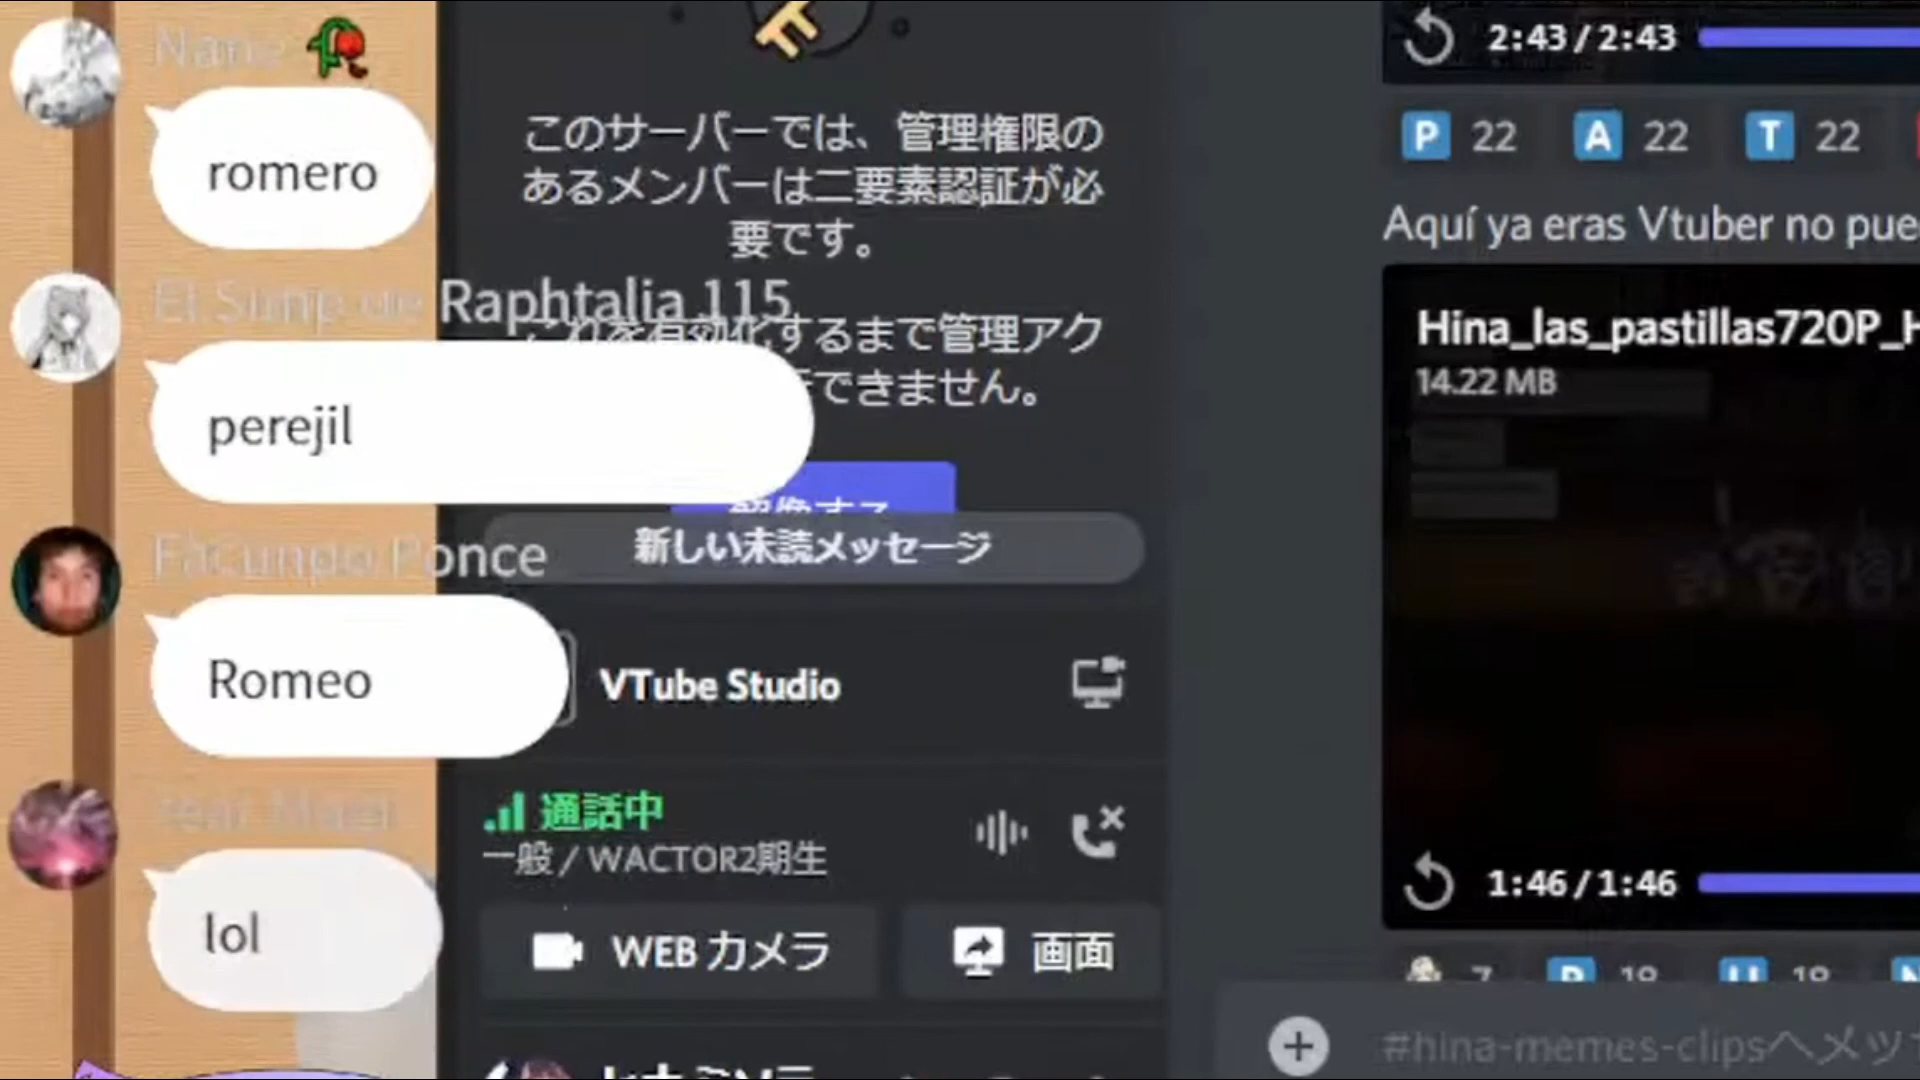 romero
Raphtalia 115
perejil
Facundo Ponce
Romeo
lol
このサーバーでは、管理権限の
あるメンバーは二要素認証が必
要です。
これを有効化するまで管理アク
できません。
新しい未読メッセージ
VTube Studio
通話中
一般 / WACTOR2期生
WEB カメラ
画面
2:43/2:43
P 22 A 22 T 22
Aquí ya eras Vtuber no pue
Hina_las_pastillas720P_H
14.22 MB
1:46/1:46
7 19 19
#hina-memes-clipsへメッ